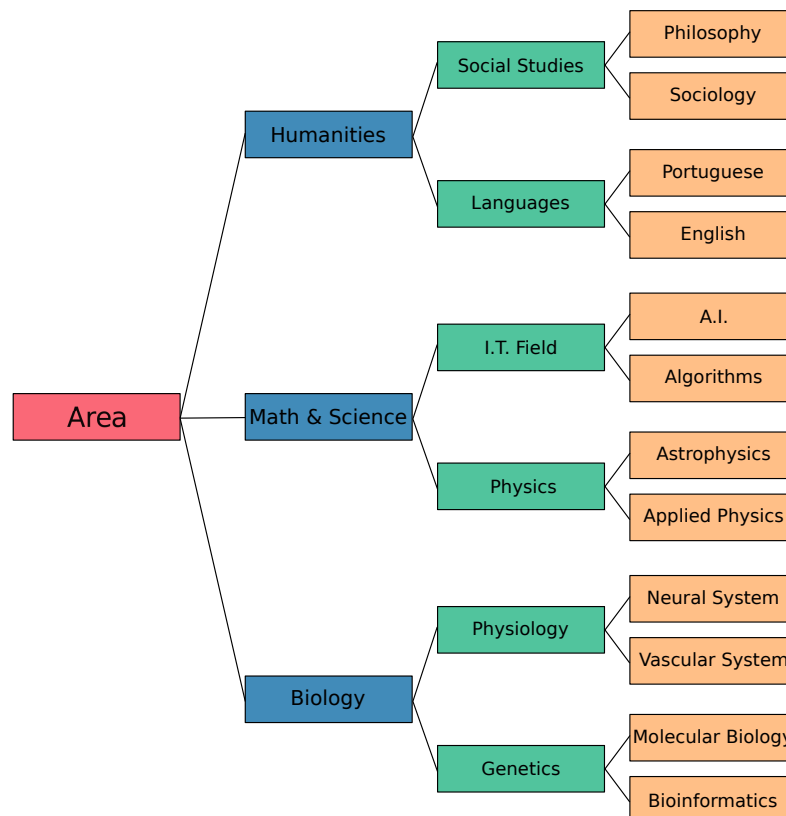 Area
Humanities
Social Studies
Philosophy
Sociology
Languages
Portuguese
English
Math & Science
I.T. Field
A.I.
Algorithms
Physics
Astrophysics
Applied Physics
Biology
Physiology
Neural System
Vascular System
Genetics
Molecular Biology
Bioinformatics